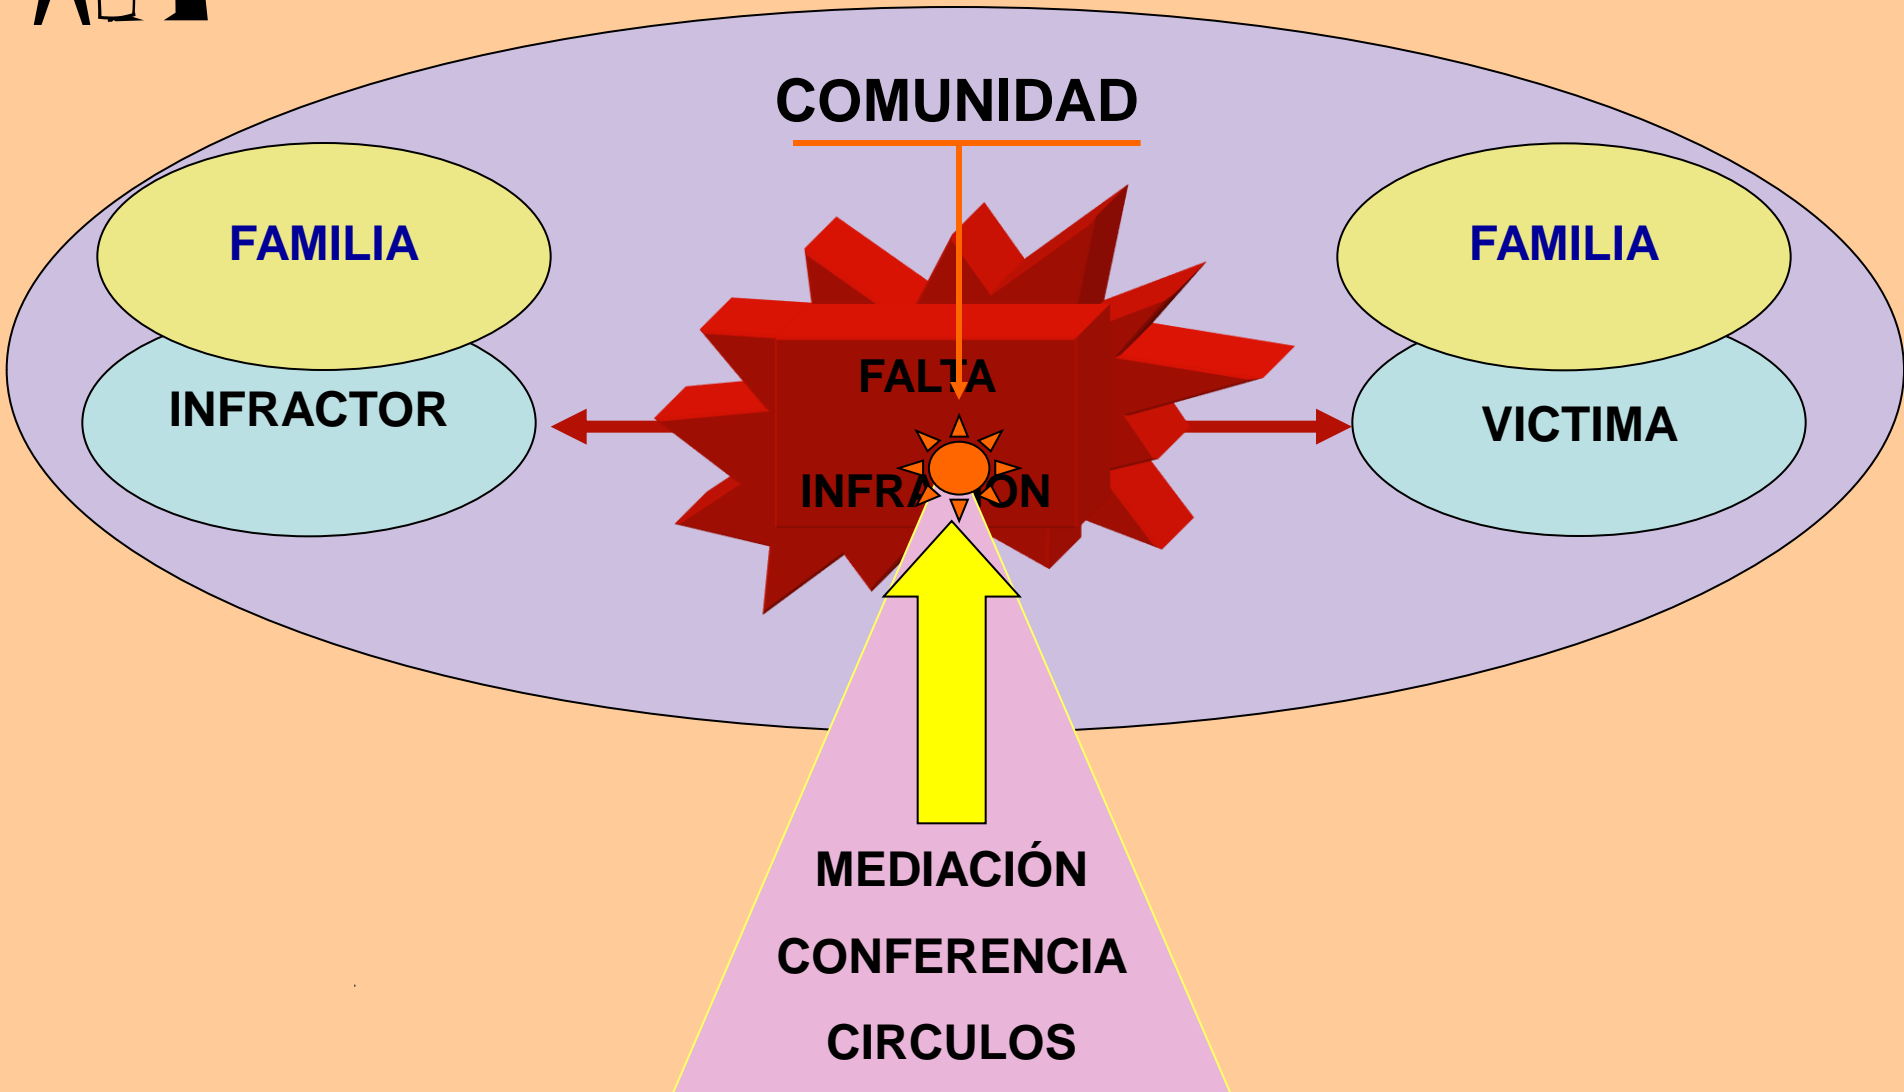 COMUNIDAD
FAMILIA
FAMILIA
INFRACTOR
VICTIMA
FALTA
MEDIACIÓN
CONFERENCIA
CIRCULOS